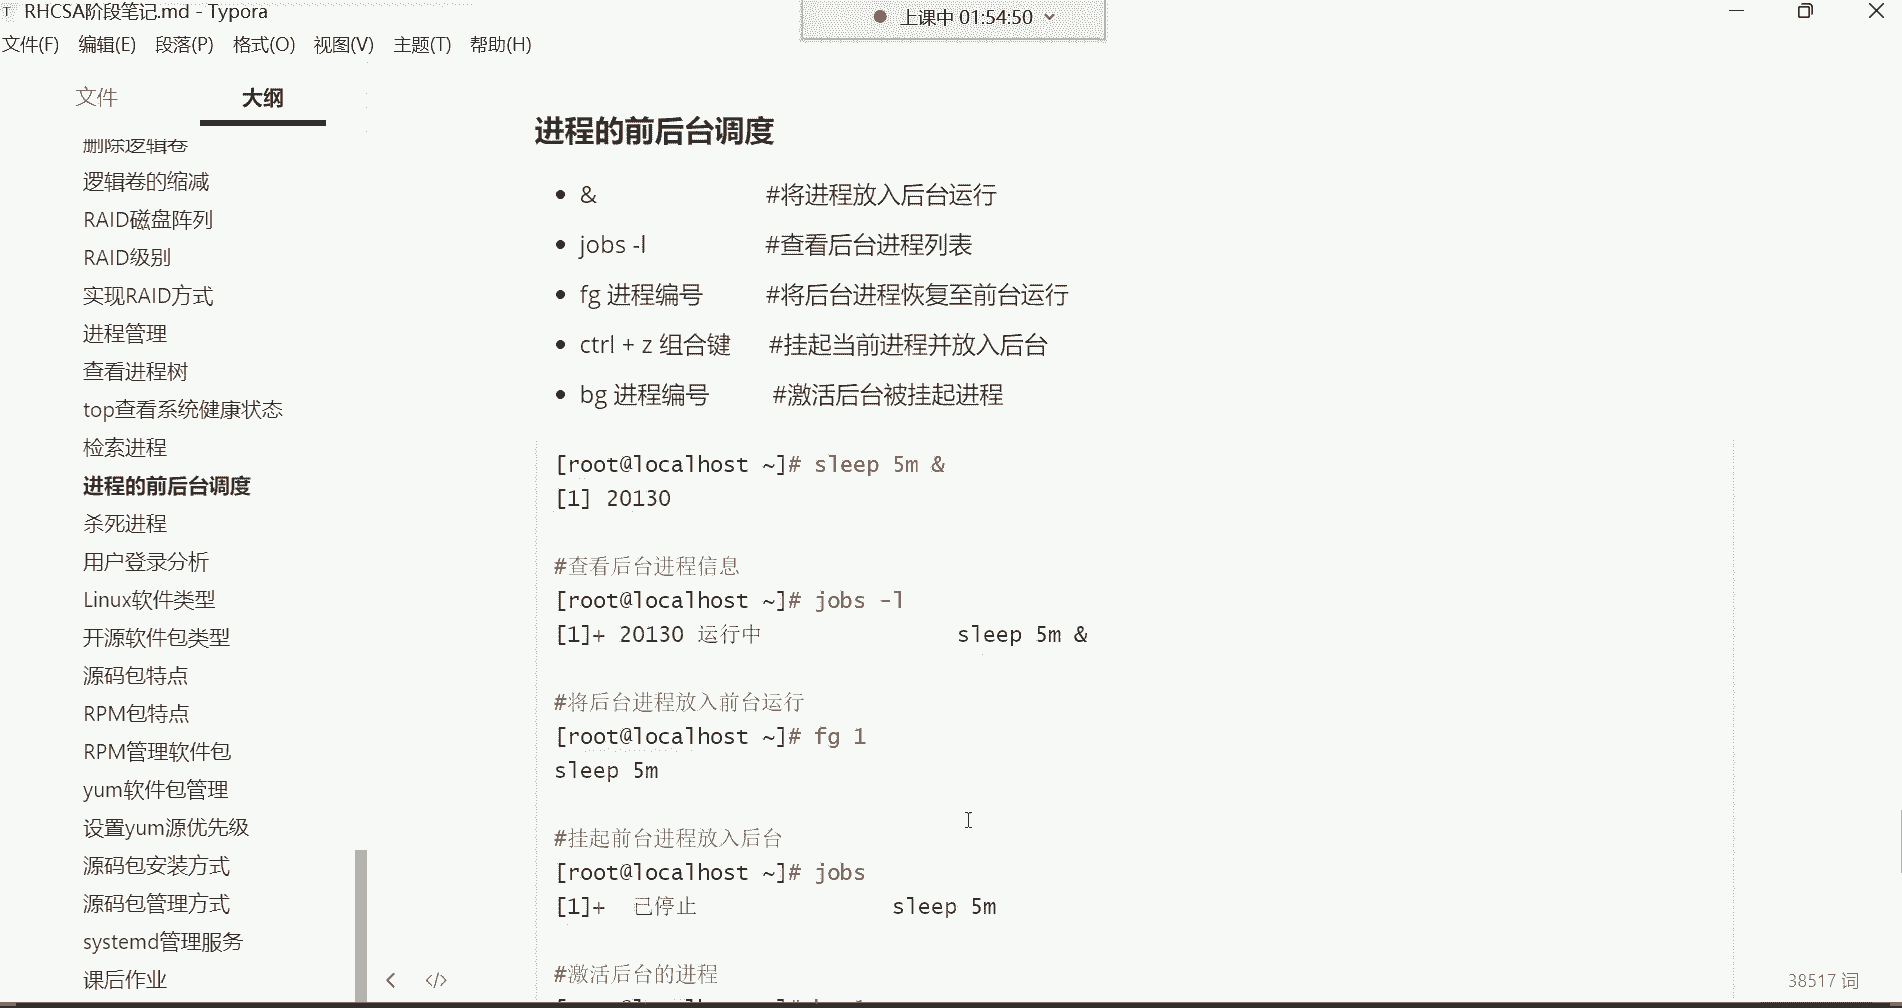 RHCSA阶段笔记.md - Typora
上课中 01:54:50
文件(F) 编辑(E) 段落(P) 格式(O) 视图(V) 主题(T) 帮助(H)
文件 大纲
删除逻辑卷
逻辑卷的缩减
RAID磁盘阵列
RAID级别
实现RAID方式
进程管理
查看进程树
top查看系统健康状态
检索进程
进程的前后台调度
杀死进程
用户登录分析
Linux软件类型
开源软件包类型
源码包特点
RPM包特点
RPM管理软件包
yum软件包管理
设置yum源优先级
源码包安装方式
源码包管理方式
systemd管理服务
课后作业
进程的前后台调度
& #将进程放入后台运行
jobs -l #查看后台进程列表
fg 进程编号 #将后台进程恢复至前台运行
ctrl + z 组合键 #挂起当前进程并放入后台
bg 进程编号 #激活后台被挂起进程
[root@localhost ~]# sleep 5m &
[1] 20130
#查看后台进程信息
[root@localhost ~]# jobs -l
[1]+ 20130 运行中 sleep 5m &
#将后台进程放入前台运行
[root@localhost ~]# fg 1
sleep 5m
#挂起前台进程放入后台
[root@localhost ~]# jobs
[1]+ 已停止 sleep 5m
#激活后台的进程
38517 词